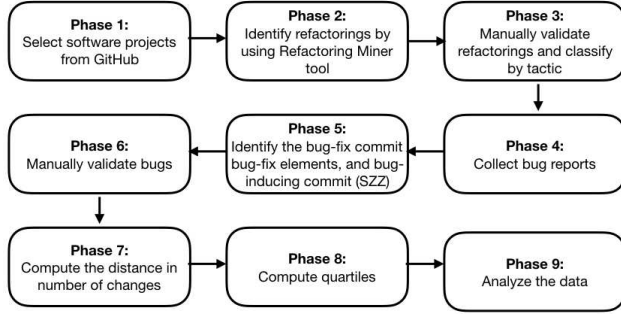 Phase 1:
Select software projects
from GitHub
Phase 2:
Identify refactorings by
using Refactoring Miner
tool
Phase 3:
Manually validate
refactorings and classify
by tactic
Phase 4:
Collect bug reports
Phase 5:
Identify the bug-fix commit
bug-fix elements, and bug-
inducing commit (SZZ)
Phase 6:
Manually validate bugs
Phase 7:
Compute the distance in
number of changes
Phase 8:
Compute quartiles
Phase 9:
Analyze the data